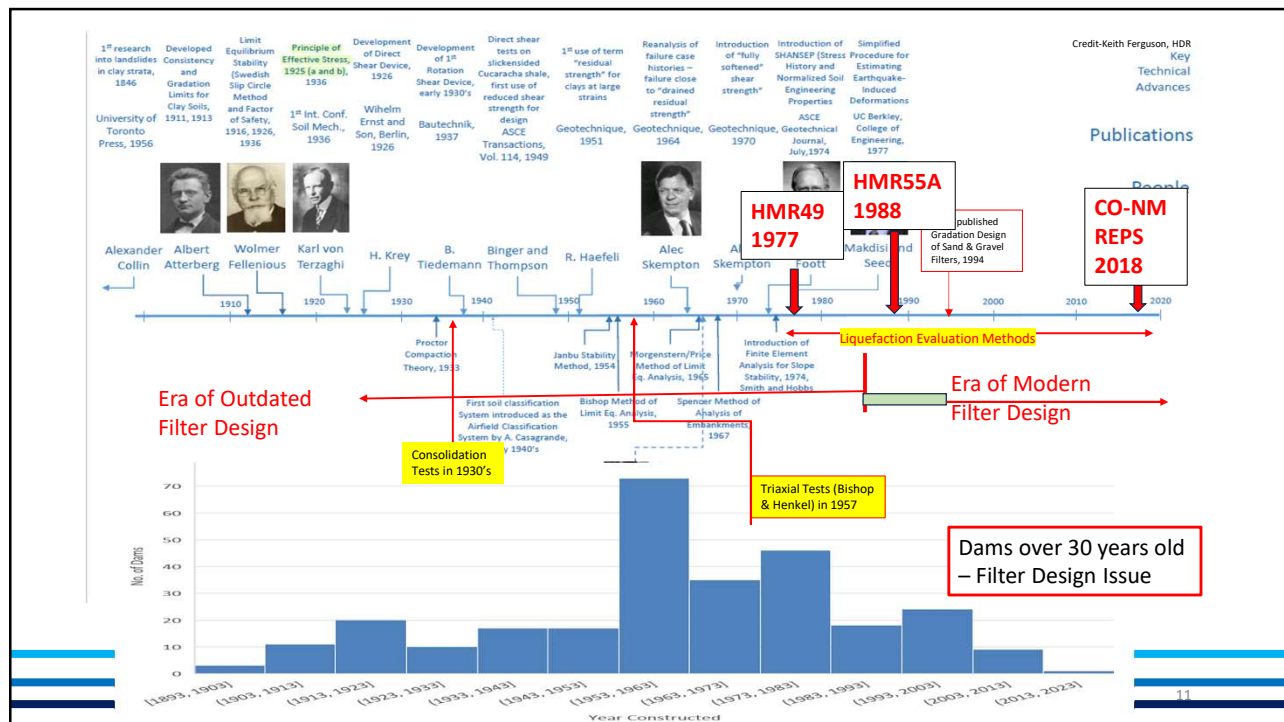 1st research
into landslides
in clay strata,
1846
University of
Toronto
Press, 1956
Developed
Consistency
and
Gradation
Limits for
Clay Soils,
1911, 1913
Limit
Equilibrium
Stability
(Swedish
Slip Circle
Method
and Factor
of Safety,
1916, 1926,
1936
Principle of
Effective Stress,
1925 (a and b),
1936
1st Int. Conf.
Soil Mech.,
1936
Development
of Direct
Shear Device,
1926
Wihelm
Ernst and
Son, Berlin,
1926
Development
of 1st
Rotation
Shear Device,
early 1930's
Bautechnik,
1937
Direct shear
tests on
slickensided
Cucaracha shale,
first use of
reduced shear
strength for
design
ASCE
Transactions,
Vol. 114, 1949
1st use of term
"residual
strength" for
clays at large
strains
Geotechnique,
1951
Reanalysis of
failure case
histories –
failure close
to "drained
residual
strength"
Geotechnique,
1964
Introduction
of "fully
softened"
shear
strength"
Geotechnique,
1970
Introduction of
SHANSEP (Stress
History and
Normalized Soil
Engineering
Properties
ASCE
Geotechnical
Journal,
July,1974
Simplified
Procedure for
Estimating
Earthquake-
Induced
Deformations
UC Berkley,
College of
Engineering,
1977
Credit-Keith Ferguson, HDR
Key
Technical
Advances
Publications
People
HMR49
1977
HMR55A
1988
CO-NM
REPS
2018
published
Gradation Design
of Sand & Gravel
Filters, 1994
Alexander
Collin
Albert
Atterberg
Wolmer
Fellenious
Karl von
Terzaghi
H. Krey
B.
Tiedemann
Binger and
Thompson
R. Haefeli
Alec
Skempton
Skempton
Foott
Makdisi and
Seed
1910
1920
1930
1940
1950
1960
1970
1980
1990
2000
2010
2020
Liquefaction Evaluation Methods
Proctor
Compaction
Theory, 1933
Janbu Stability
Method, 1954
Morgenstern/Price
Method of Limit
Eq. Analysis, 1965
Introduction of
Finite Element
Analysis for Slope
Stability, 1974,
Smith and Hobbs
Era of Outdated
Filter Design
Era of Modern
Filter Design
First soil classification
System introduced as the
Airfield Classification
System by A. Casagrande,
1940's
Bishop Method of
Limit Eq. Analysis,
1955
Spencer Method of
Analysis of
Embankments,
1967
Consolidation
Tests in 1930's
Triaxial Tests (Bishop
& Henkel) in 1957
Dams over 30 years old
– Filter Design Issue
No. of Dams
70
60
50
40
30
20
10
0
[1893, 1903]
(1903, 1913]
(1913, 1923]
(1923, 1933]
(1933, 1943]
(1943, 1953]
(1953, 1963]
(1963, 1973]
(1973, 1983]
(1983, 1993]
(1993, 2003]
(2003, 2013]
(2013, 2023]
Year Constructed
11